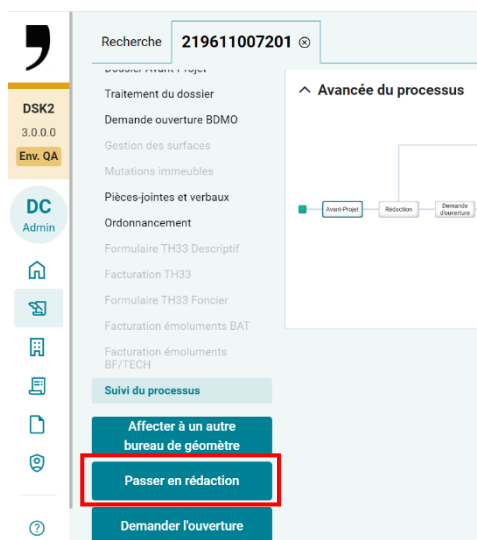 Recherche
219611007201
Dossier Avant-Projet
Traitement du dossier
Demande ouverture BDMO
Gestion des surfaces
Mutations immeubles
Pièces-jointes et verbaux
Ordonnancement
Formulaire TH33 Descriptif
Facturation TH33
Formulaire TH33 Foncier
Facturation émoluments BAT
Facturation émoluments
BF/TECH
Suivi du processus
Affecter à un autre
bureau de géomètre
Passer en rédaction
Demander l'ouverture
DSK2
3.0.0.0
Env. QA
DC
Admin
Avancée du processus
Avant-Projet
Rédaction
Demande
d'ouverture